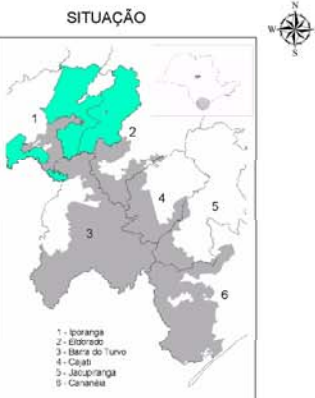 SITUAÇÃO
N
W
E
S
SP
1
2
3
4
5
6
1 - Iporanga
2 - Eldorado
3 - Barra do Turvo
4 - Cajati
5 - Jacupiranga
6 - Cananéia